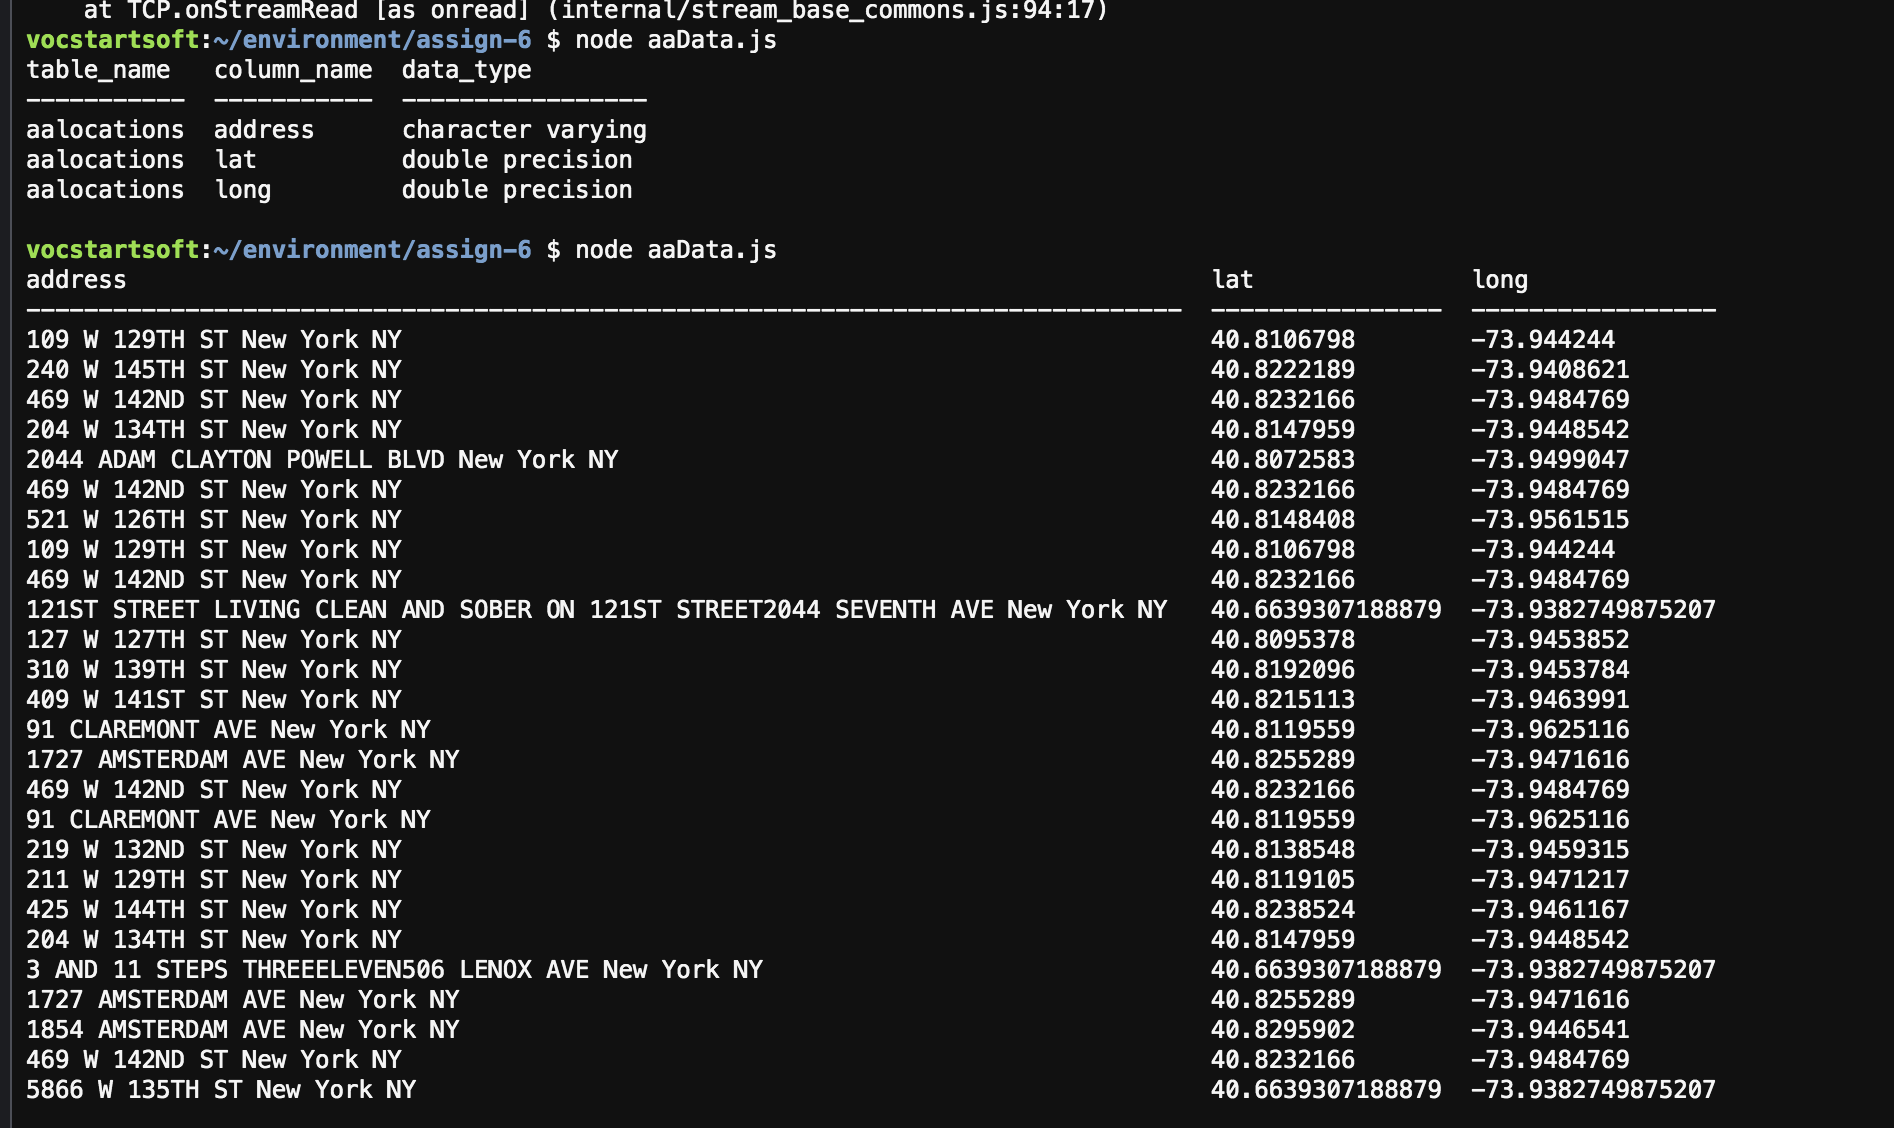 at TCP.onStreamRead [as onread] (internal/stream_base_commons.js:94:17)
vocstartsoft:~/environment/assign-6 $ node aaData.js
table_name   column_name  data_type
-----------  -----------  -----------------
aalocations  address      character varying
aalocations  lat          double precision
aalocations  long         double precision
vocstartsoft:~/environment/assign-6 $ node aaData.js
address                                                                           lat               long
--------------------------------------------------------------------------------  ----------------  -----------------
109 W 129TH ST New York NY                                                        40.8106798        -73.944244
240 W 145TH ST New York NY                                                        40.8222189        -73.9408621
469 W 142ND ST New York NY                                                        40.8232166        -73.9484769
204 W 134TH ST New York NY                                                        40.8147959        -73.9448542
2044 ADAM CLAYTON POWELL BLVD New York NY                                         40.8072583        -73.9499047
469 W 142ND ST New York NY                                                        40.8232166        -73.9484769
521 W 126TH ST New York NY                                                        40.8148408        -73.9561515
109 W 129TH ST New York NY                                                        40.8106798        -73.944244
469 W 142ND ST New York NY                                                        40.8232166        -73.9484769
121ST STREET LIVING CLEAN AND SOBER ON 121ST STREET2044 SEVENTH AVE New York NY   40.6639307188879  -73.9382749875207
127 W 127TH ST New York NY                                                        40.8095378        -73.9453852
310 W 139TH ST New York NY                                                        40.8192096        -73.9453784
409 W 141ST ST New York NY                                                        40.8215113        -73.9463991
91 CLAREMONT AVE New York NY                                                      40.8119559        -73.9625116
1727 AMSTERDAM AVE New York NY                                                    40.8255289        -73.9471616
469 W 142ND ST New York NY                                                        40.8232166        -73.9484769
91 CLAREMONT AVE New York NY                                                      40.8119559        -73.9625116
219 W 132ND ST New York NY                                                        40.8138548        -73.9459315
211 W 129TH ST New York NY                                                        40.8119105        -73.9471217
425 W 144TH ST New York NY                                                        40.8238524        -73.9461167
204 W 134TH ST New York NY                                                        40.8147959        -73.9448542
3 AND 11 STEPS THREEELEVEN506 LENOX AVE New York NY                               40.6639307188879  -73.9382749875207
1727 AMSTERDAM AVE New York NY                                                    40.8255289        -73.9471616
1854 AMSTERDAM AVE New York NY                                                    40.8295902        -73.9446541
469 W 142ND ST New York NY                                                        40.8232166        -73.9484769
5866 W 135TH ST New York NY                                                       40.6639307188879  -73.9382749875207